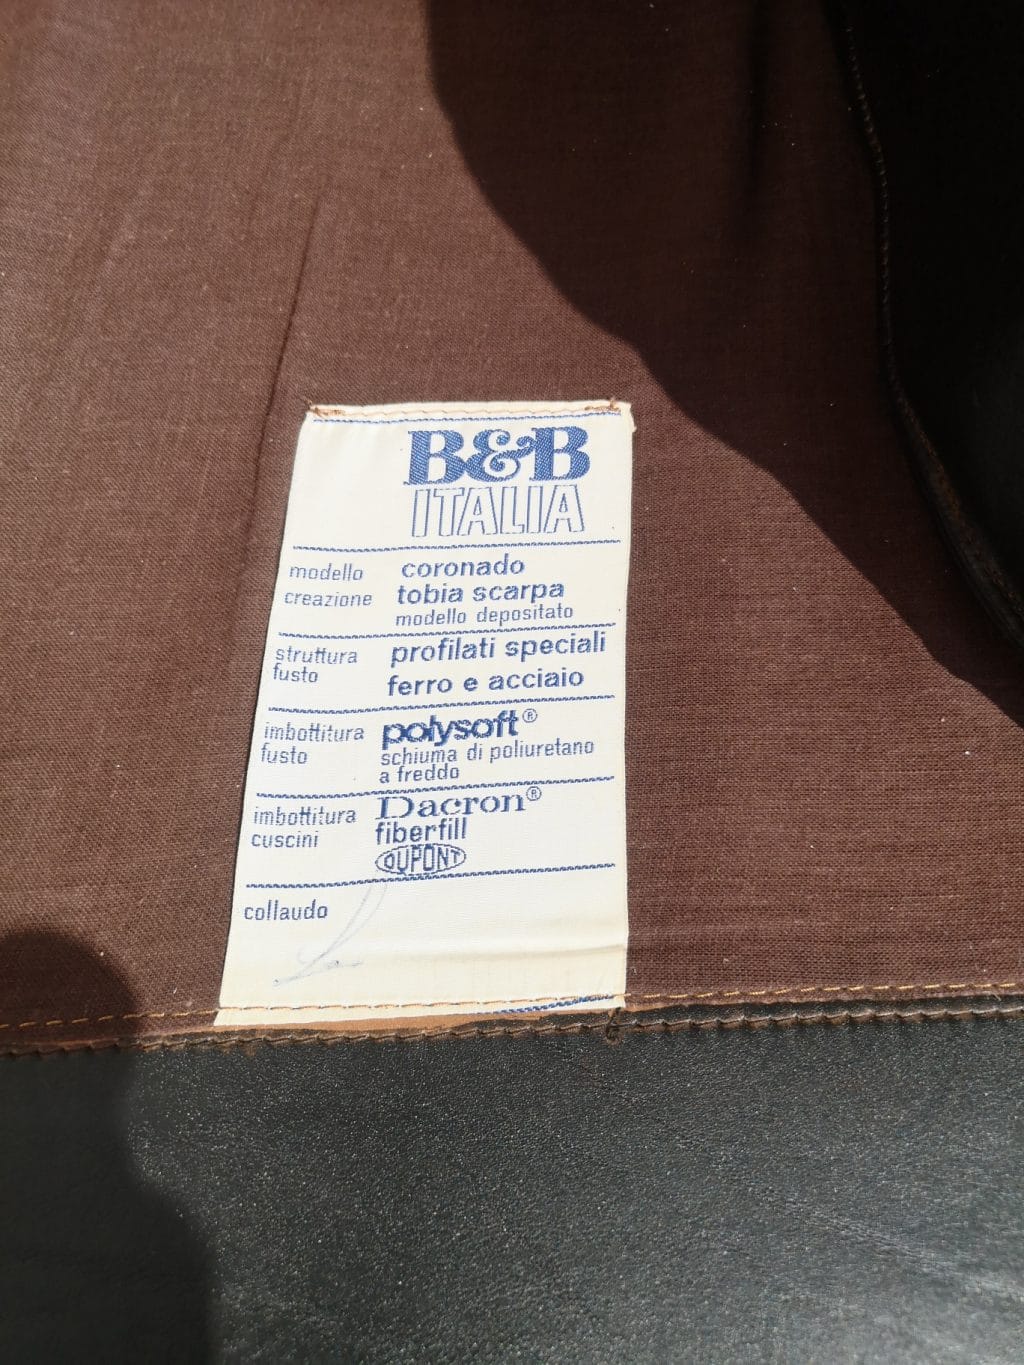 B&B
ITALIA
modello coronado
creazione tobia scarpa
modello depositato
struttura profilati speciali
fusto ferro e acciaio
imbottitura polysoft®
fusto schiuma di poliuretano
a freddo
imbottitura Dacron®
cuscini fiberfill
DUPONT
collaudo